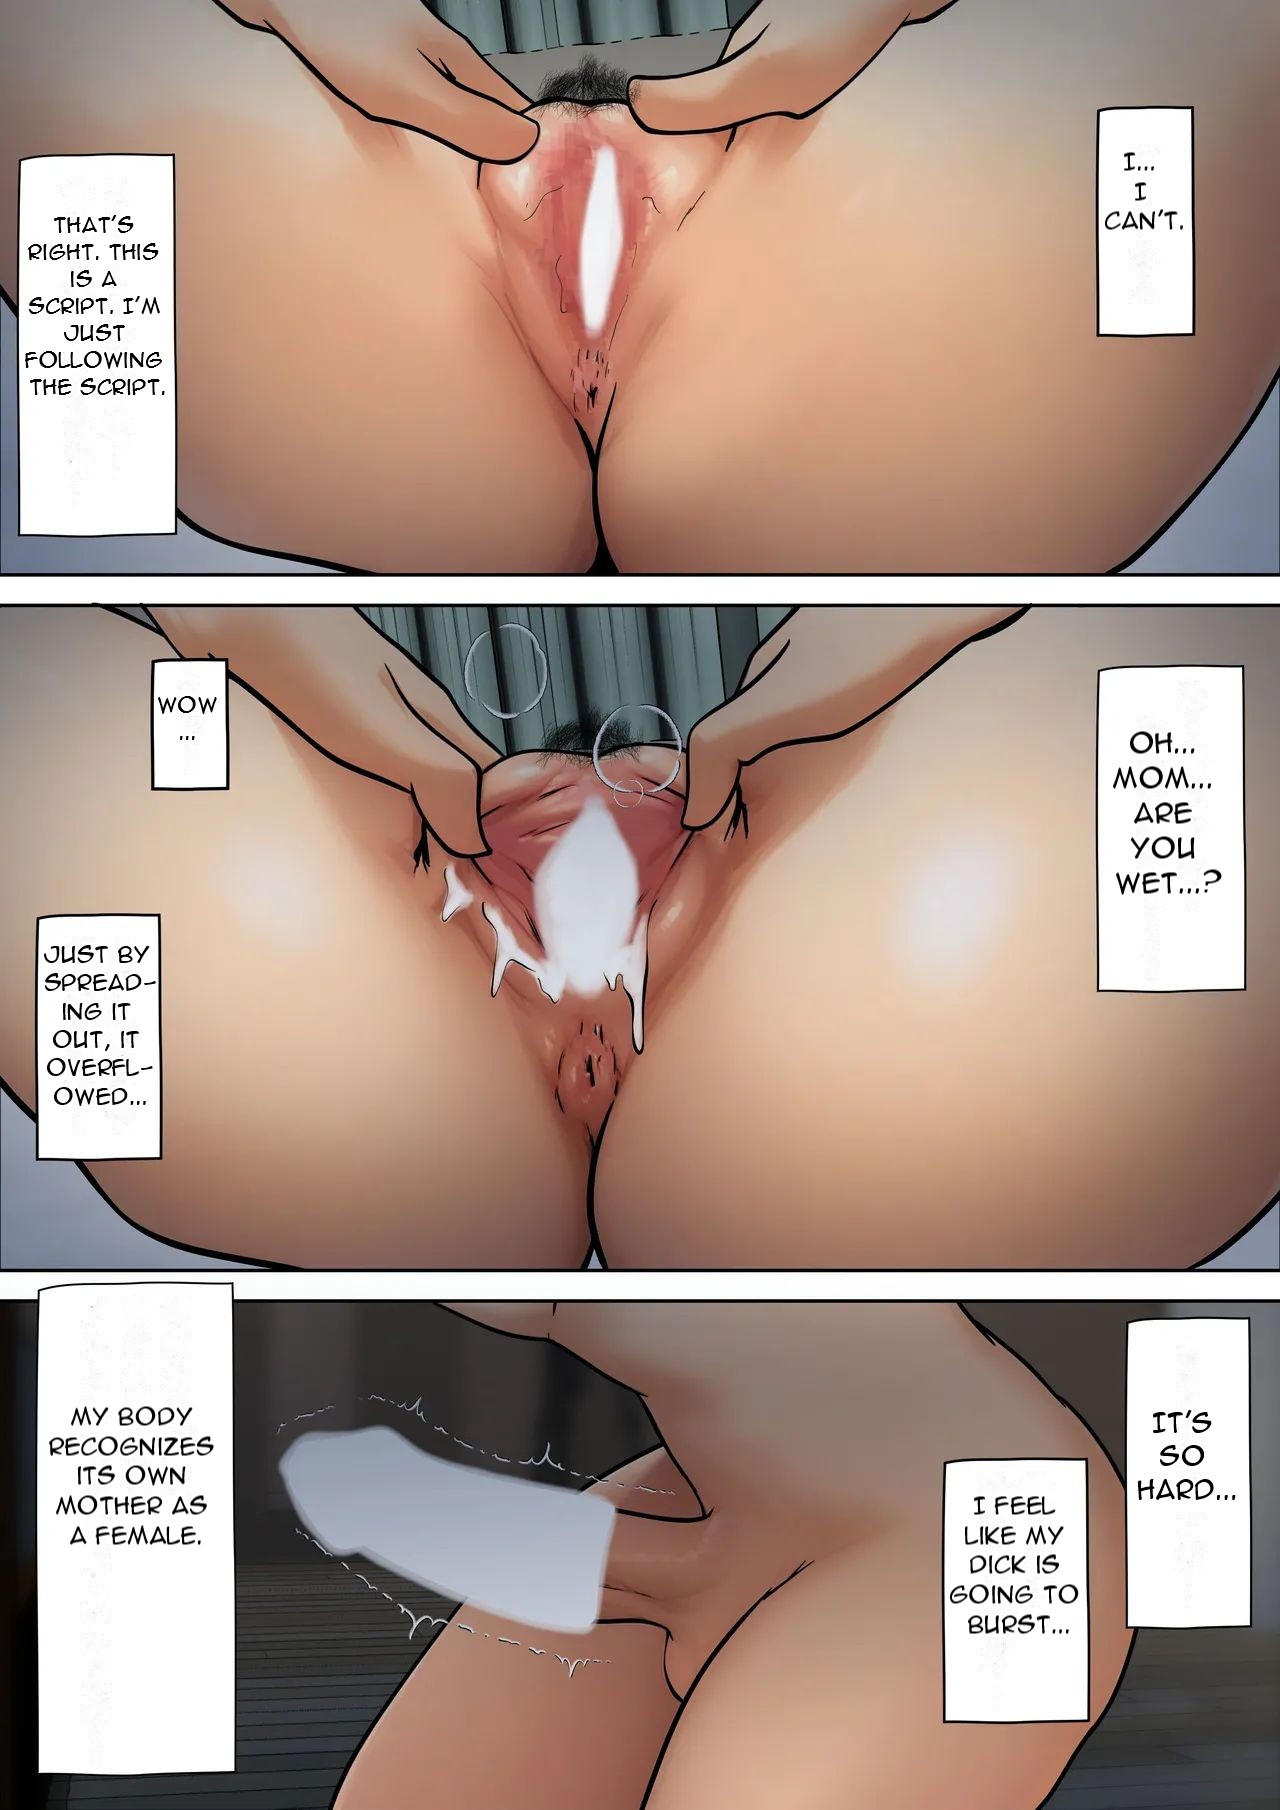 I...
I
CAN'T.
THAT'S
RIGHT. THIS
IS A
SCRIPT. I'M
JUST
FOLLOWING
THE SCRIPT.
OH...
MOM...
ARE
YOU
WET...?
WOW
...
JUST BY
SPREAD-
ING IT
OUT, IT
OVERFL-
OWED...
IT'S
SO
HARD...
I FEEL
LIKE MY
DICK IS
GOING TO
BURST...
MY BODY
RECOGNIZES
ITS OWN
MOTHER AS
A FEMALE.